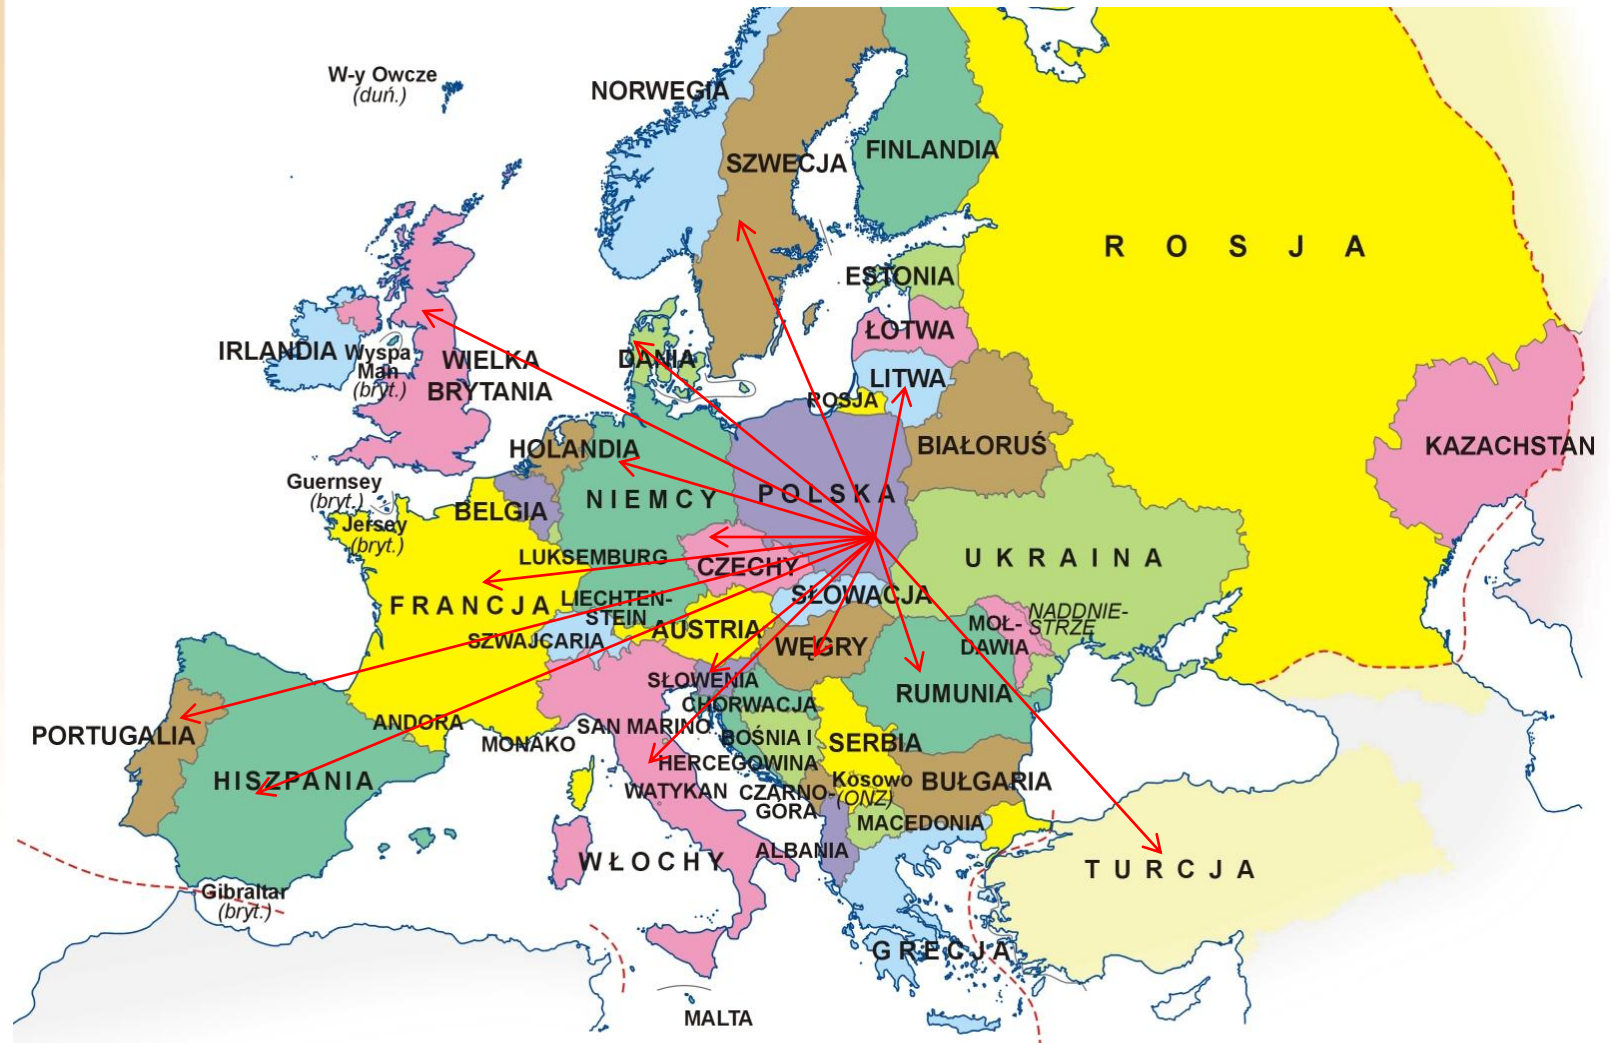 W-y Owcze
(duń.)
NORWEGIA
SZWECJA
FINLANDIA
R O S J A
ESTONIA
ŁOTWA
IRLANDIA
Wyspa
Man
(bryt.)
WIELKA
BRYTANIA
DANIA
LITWA
ROSJA
HOLANDIA
BIAŁORUŚ
KAZACHSTAN
Guernsey
(bryt.)
Jersey
(bryt.)
BELGIA
N I E M C Y
P O L S K A
LUKSEMBURG
CZECHY
U K R A I N A
F R A N C J A
LIECHTEN-
STEIN
SŁOWACJA
SZWAJCARIA
AUSTRIA
WĘGRY
MOŁ-
DAWIA
NADDNIE-
STRZE
SŁOWENIA
RUMUNIA
CHORWACJA
PORTUGALIA
ANDORA
MONAKO
SAN MARINO
BOŚNIA I
HERCEGOWINA
SERBIA
HISZPANIA
WATYKAN
CZARNO-
GÓRA
Kosowo
(ONZ)
BUŁGARIA
MACEDONIA
W Ł O C H Y
ALBANIA
T U R C J A
Gibraltar
(bryt.)
G R E C J A
MALTA